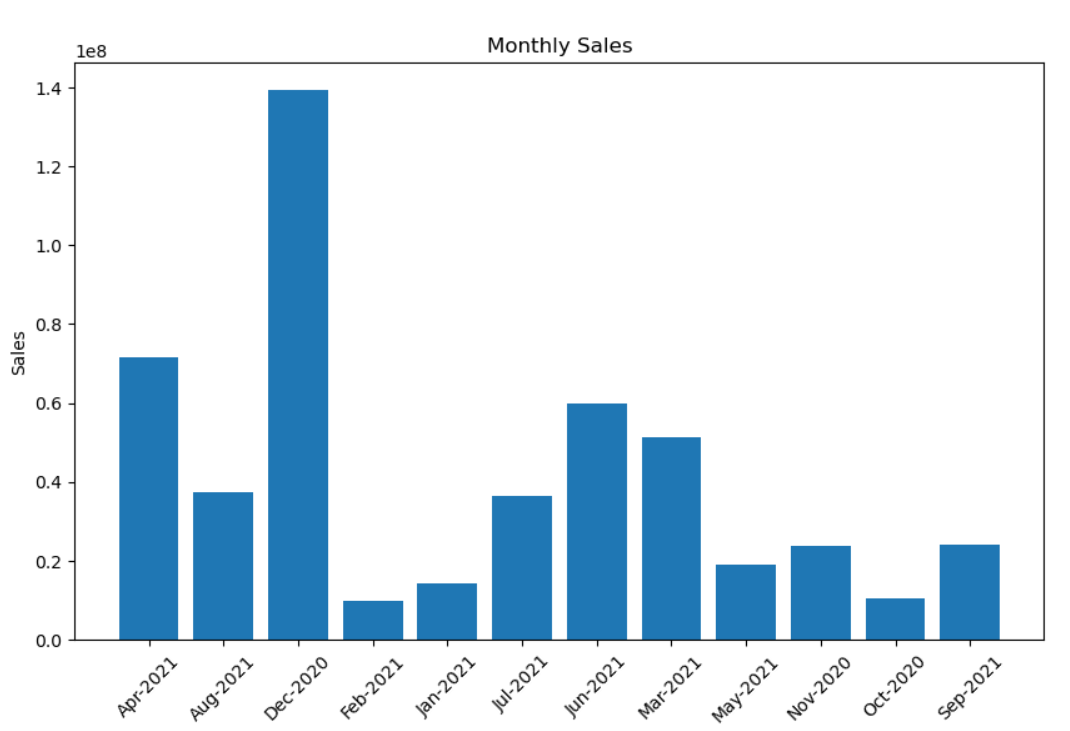 Monthly Sales
1e8
1.4
1.2
1.0
0.8
0.6
0.4
0.2
0.0
Sales
Apr-2021
Aug-2021
Dec-2020
Feb-2021
Jan-2021
Jul-2021
Jun-2021
Mar-2021
May-2021
Nov-2020
Oct-2020
Sep-2021